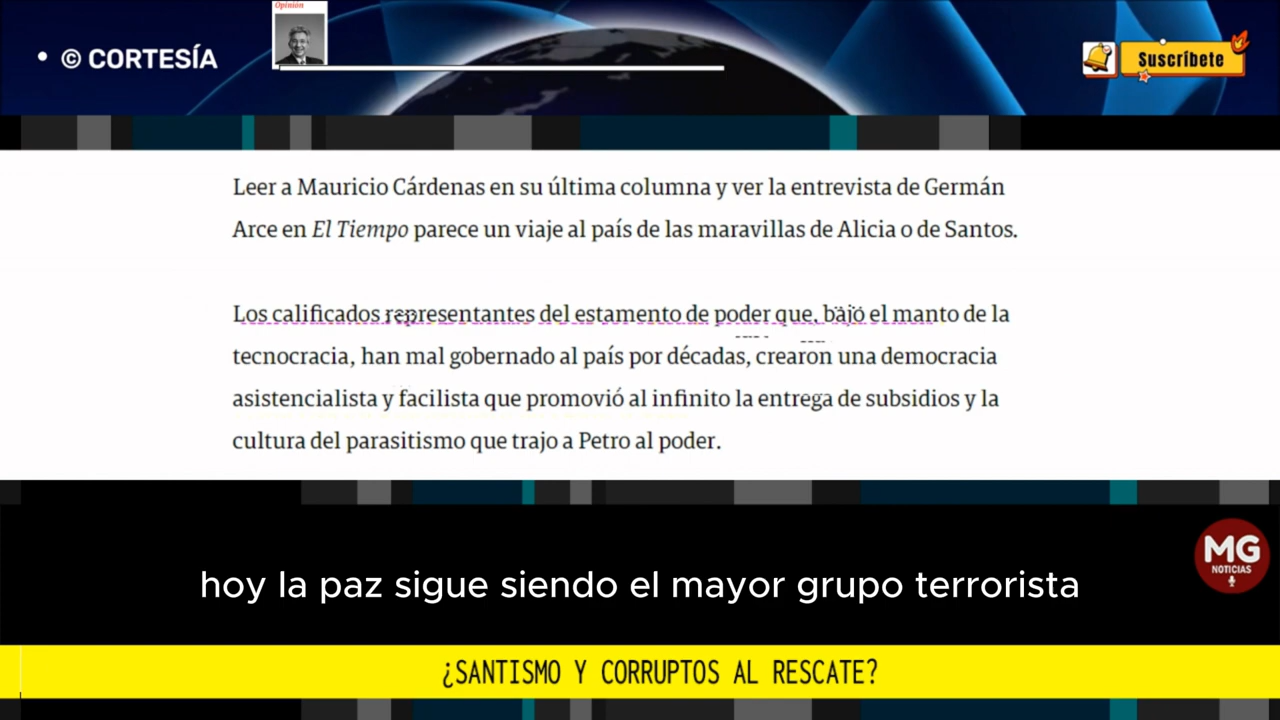 Opinión
• © CORTESÍA
Suscríbete
Leer a Mauricio Cárdenas en su última columna y ver la entrevista de Germán
Arce en El Tiempo parece un viaje al país de las maravillas de Alicia o de Santos.
Los calificados representantes del estamento de poder que, bajo el manto de la
tecnocracia, han mal gobernado al país por décadas, crearon una democracia
asistencialista y facilista que promovió al infinito la entrega de subsidios y la
cultura del parasitismo que trajo a Petro al poder.
MG
NOTICIAS
hoy la paz sigue siendo el mayor grupo terrorista
¿SANTISMO Y CORRUPTOS AL RESCATE?